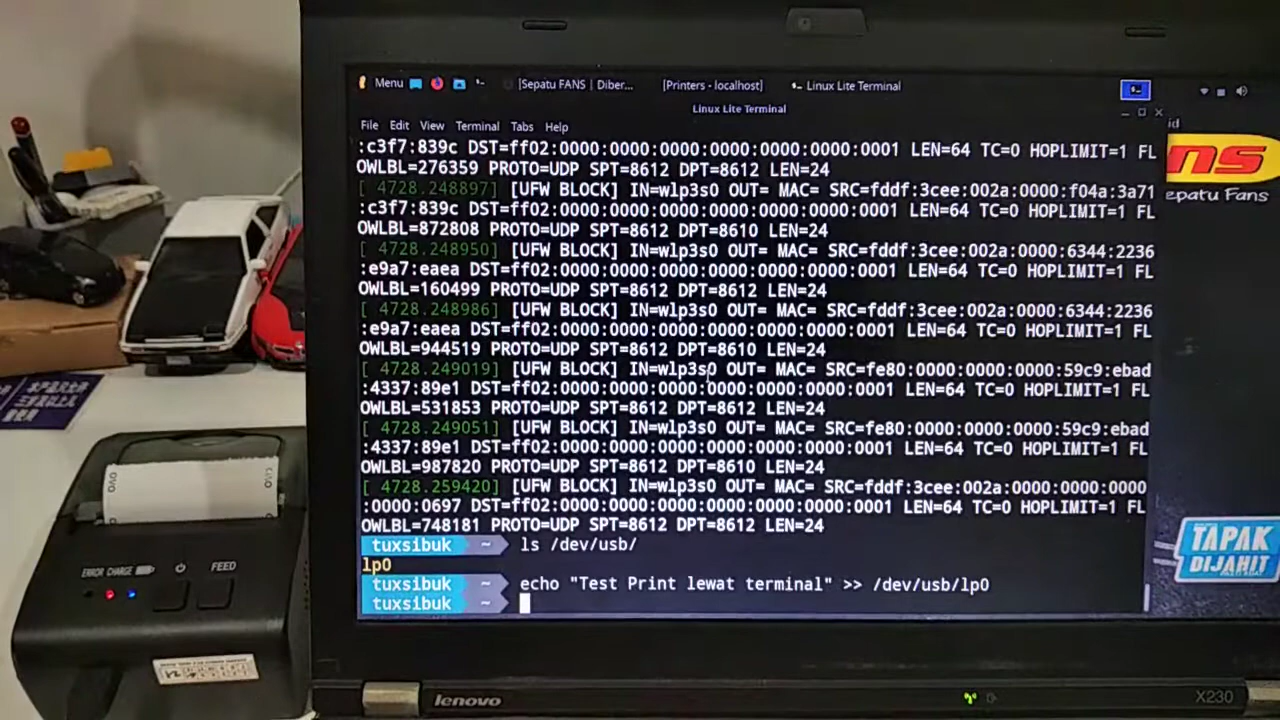 Menu
[Sepatu FANS | Diber...
[Printers - localhost]
Linux Lite Terminal
Linux Lite Terminal
File Edit View Terminal Tabs Help
:c3f7:839c DST=ff02:0000:0000:0000:0000:0000:0000:0001 LEN=64 TC=0 HOPLIMIT=1 FL
OWLBL=276359 PROTO=UDP SPT=8612 DPT=8612 LEN=24
[ 4728.248897] [UFW BLOCK] IN=wlp3s0 OUT= MAC= SRC=fddf:3cee:002a:0000:f04a:3a71
:c3f7:839c DST=ff02:0000:0000:0000:0000:0000:0000:0001 LEN=64 TC=0 HOPLIMIT=1 FL
OWLBL=872808 PROTO=UDP SPT=8612 DPT=8610 LEN=24
[ 4728.248950] [UFW BLOCK] IN=wlp3s0 OUT= MAC= SRC=fddf:3cee:002a:0000:6344:2236
:e9a7:eaea DST=ff02:0000:0000:0000:0000:0000:0000:0001 LEN=64 TC=0 HOPLIMIT=1 FL
OWLBL=160499 PROTO=UDP SPT=8612 DPT=8612 LEN=24
[ 4728.248986] [UFW BLOCK] IN=wlp3s0 OUT= MAC= SRC=fddf:3cee:002a:0000:6344:2236
:e9a7:eaea DST=ff02:0000:0000:0000:0000:0000:0000:0001 LEN=64 TC=0 HOPLIMIT=1 FL
OWLBL=944519 PROTO=UDP SPT=8612 DPT=8610 LEN=24
[ 4728.249019] [UFW BLOCK] IN=wlp3s0 OUT= MAC= SRC=fe80:0000:0000:0000:59c9:ebad
:4337:89e1 DST=ff02:0000:0000:0000:0000:0000:0000:0001 LEN=64 TC=0 HOPLIMIT=1 FL
OWLBL=531853 PROTO=UDP SPT=8612 DPT=8612 LEN=24
[ 4728.249051] [UFW BLOCK] IN=wlp3s0 OUT= MAC= SRC=fe80:0000:0000:0000:59c9:ebad
:4337:89e1 DST=ff02:0000:0000:0000:0000:0000:0000:0001 LEN=64 TC=0 HOPLIMIT=1 FL
OWLBL=987820 PROTO=UDP SPT=8612 DPT=8610 LEN=24
[ 4728.259420] [UFW BLOCK] IN=wlp3s0 OUT= MAC= SRC=fddf:3cee:002a:0000:0000:0000
:0000:0697 DST=ff02:0000:0000:0000:0000:0000:0000:0001 LEN=64 TC=0 HOPLIMIT=1 FL
OWLBL=748181 PROTO=UDP SPT=8612 DPT=8612 LEN=24
tuxsibuk ~ ls /dev/usb/
lp0
tuxsibuk ~ echo "Test Print lewat terminal" >> /dev/usb/lp0
tuxsibuk ~
id
ns
epatu Fans
TAPAK
DIJAHIT
lenovo
X230
ERROR CHARGE
FEED